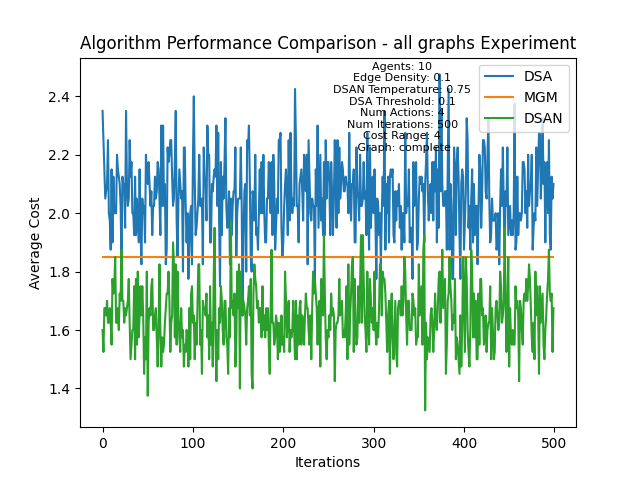 Algorithm Performance Comparison - all graphs Experiment
Agents: 10
Edge Density: 0.1
DSAN Temperature: 0.75
DSA Threshold: 0.1
Num Actions: 4
Num Iterations: 500
Cost Range: 4
Graph: complete
DSA
MGM
DSAN
Average Cost
2.4
2.2
2.0
1.8
1.6
1.4
0
100
200
300
400
500
Iterations